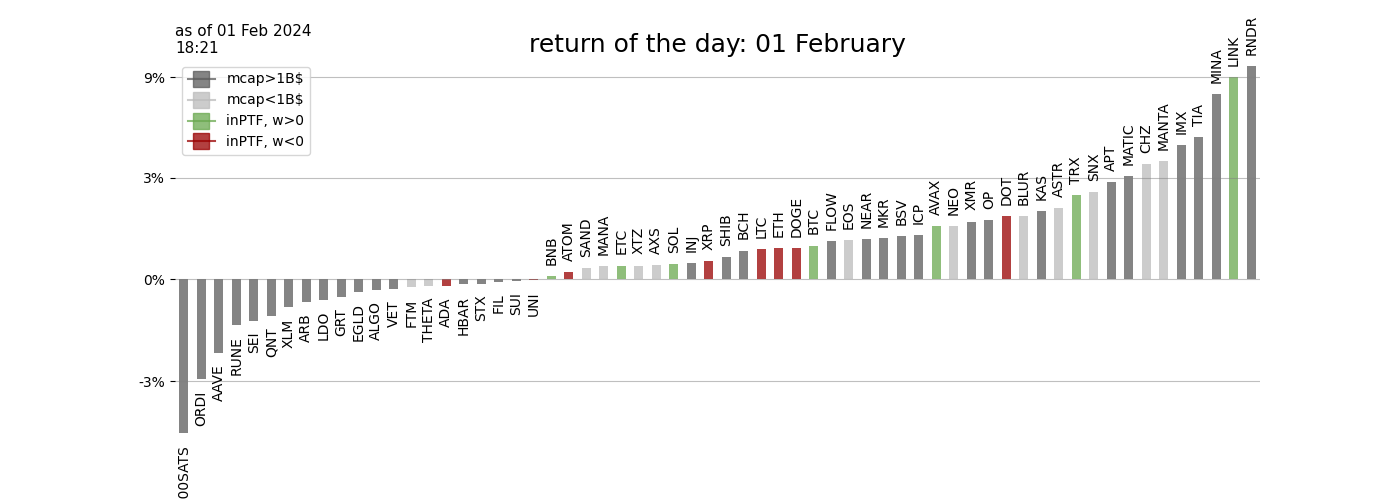 as of 01 Feb 2024
18:21
return of the day: 01 February
mcap>1B$
mcap<1B$
inPTF, w>0
inPTF, w<0
9%
3%
0%
-3%
00SATS
ORDI
AAVE
RUNE
SEI
QNT
XLM
ARB
LDO
GRT
EGLD
ALGO
VET
FTM
THETA
ADA
HBAR
STX
FIL
SUI
UNI
BNB
ATOM
SAND
MANA
ETC
XTZ
AXS
SOL
INJ
XRP
SHIB
BCH
LTC
ETH
DOGE
BTC
FLOW
EOS
NEAR
MKR
BSV
ICP
AVAX
NEO
XMR
OP
DOT
BLUR
KAS
ASTR
TRX
SNX
APT
MATIC
CHZ
MANTA
IMX
TIA
MINA
LINK
RNDR